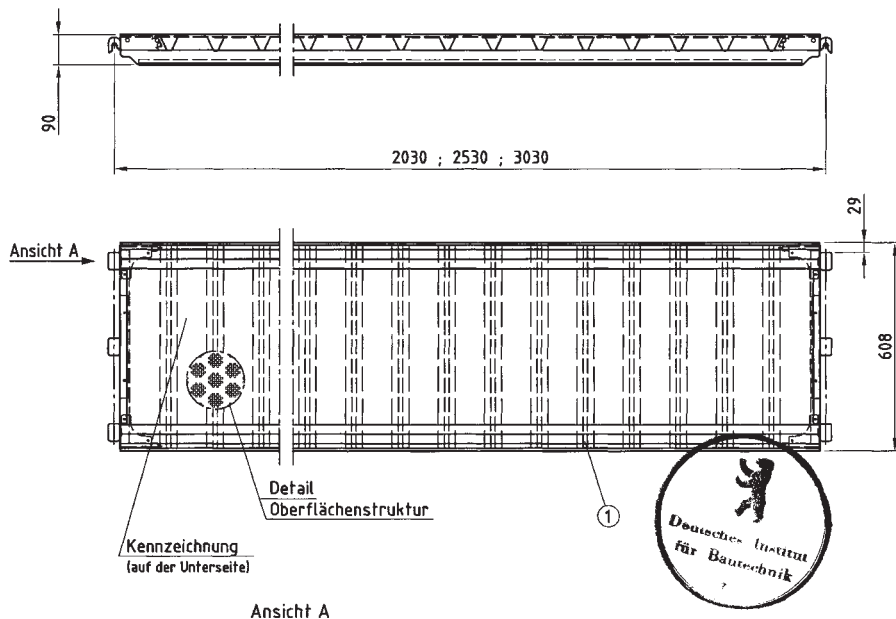 90
2030 ; 2530 ; 3030
29
Ansicht A
608
Detail
Oberflächenstruktur
1
Kennzeichnung
(auf der Unterseite)
Deutsches Institut
für Bautechnik
7
Ansicht A